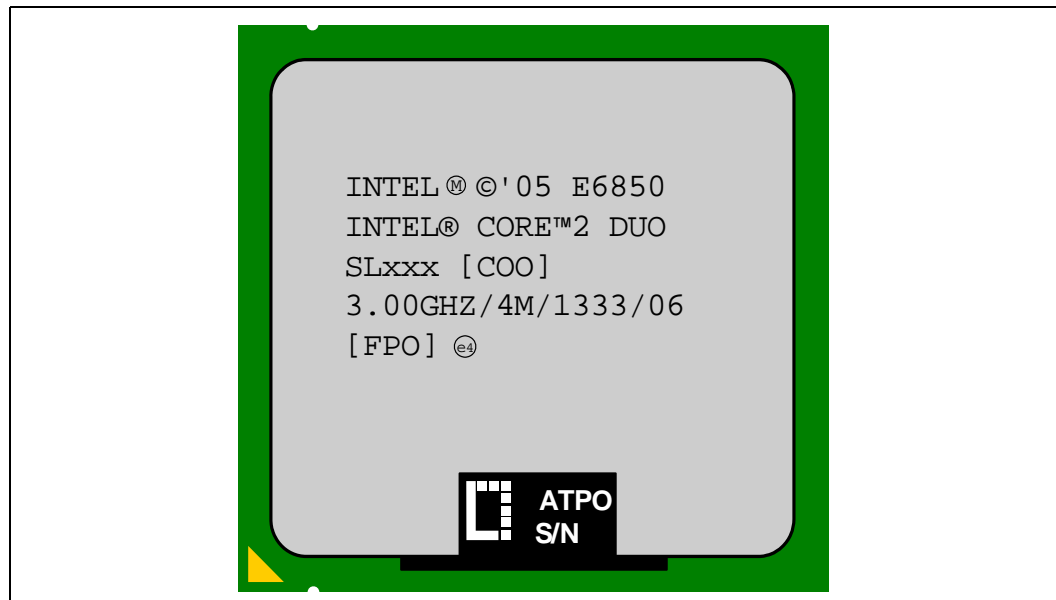 INTEL Ⓜ ©'05 E6850
INTEL® CORE™2 DUO
SLxxx [COO]
3.00GHZ/4M/1333/06
[FPO] e4
ATPO
S/N